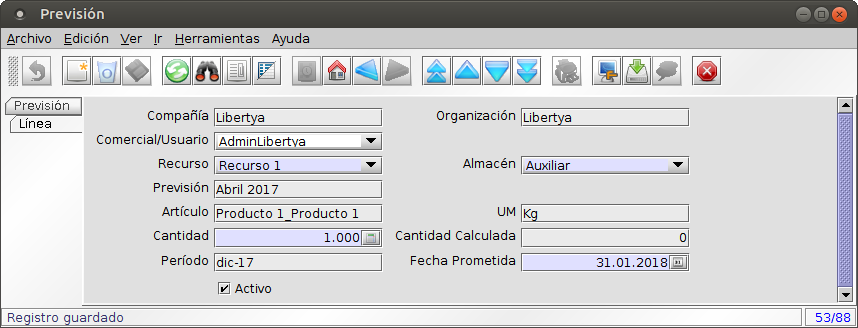 Previsión
Archivo Edición Ver Ir Herramientas Ayuda
Previsión
Línea
Compañía Libertya Organización Libertya
Comercial/Usuario AdminLibertya
Recurso Recurso 1 Almacén Auxiliar
Previsión Abril 2017
Artículo Producto 1_Producto 1 UM Kg
Cantidad 1.000 Cantidad Calculada 0
Período dic-17 Fecha Prometida 31.01.2018
Activo
Registro guardado 53/88